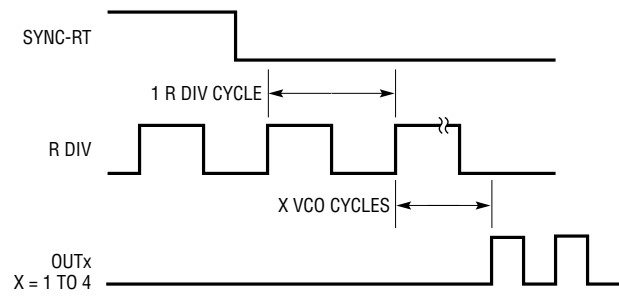 SYNC-RT
1 R DIV CYCLE
R DIV
X VCO CYCLES
OUTx
X = 1 TO 4